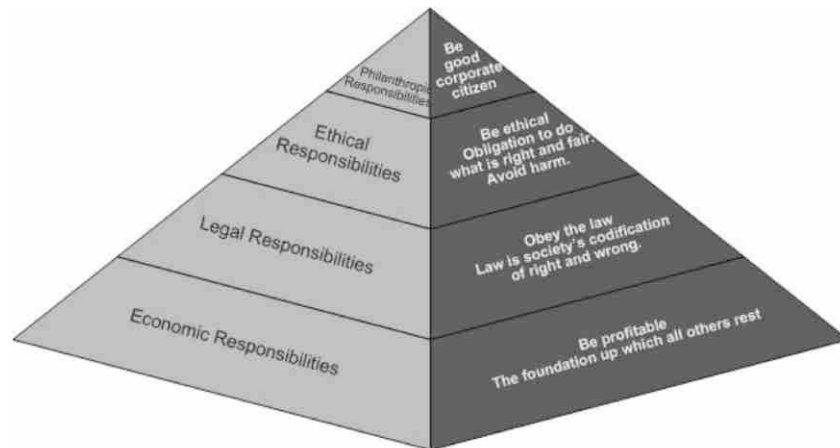 Philanthropic
Responsibilities
Be
good
corporate
citizen
Ethical
Responsibilities
Be ethical
Obligation to do
what is right and fair.
Avoid harm.
Legal Responsibilities
Obey the law
Law is society's codification
of right and wrong.
Economic Responsibilities
Be profitable
The foundation up which all others rest